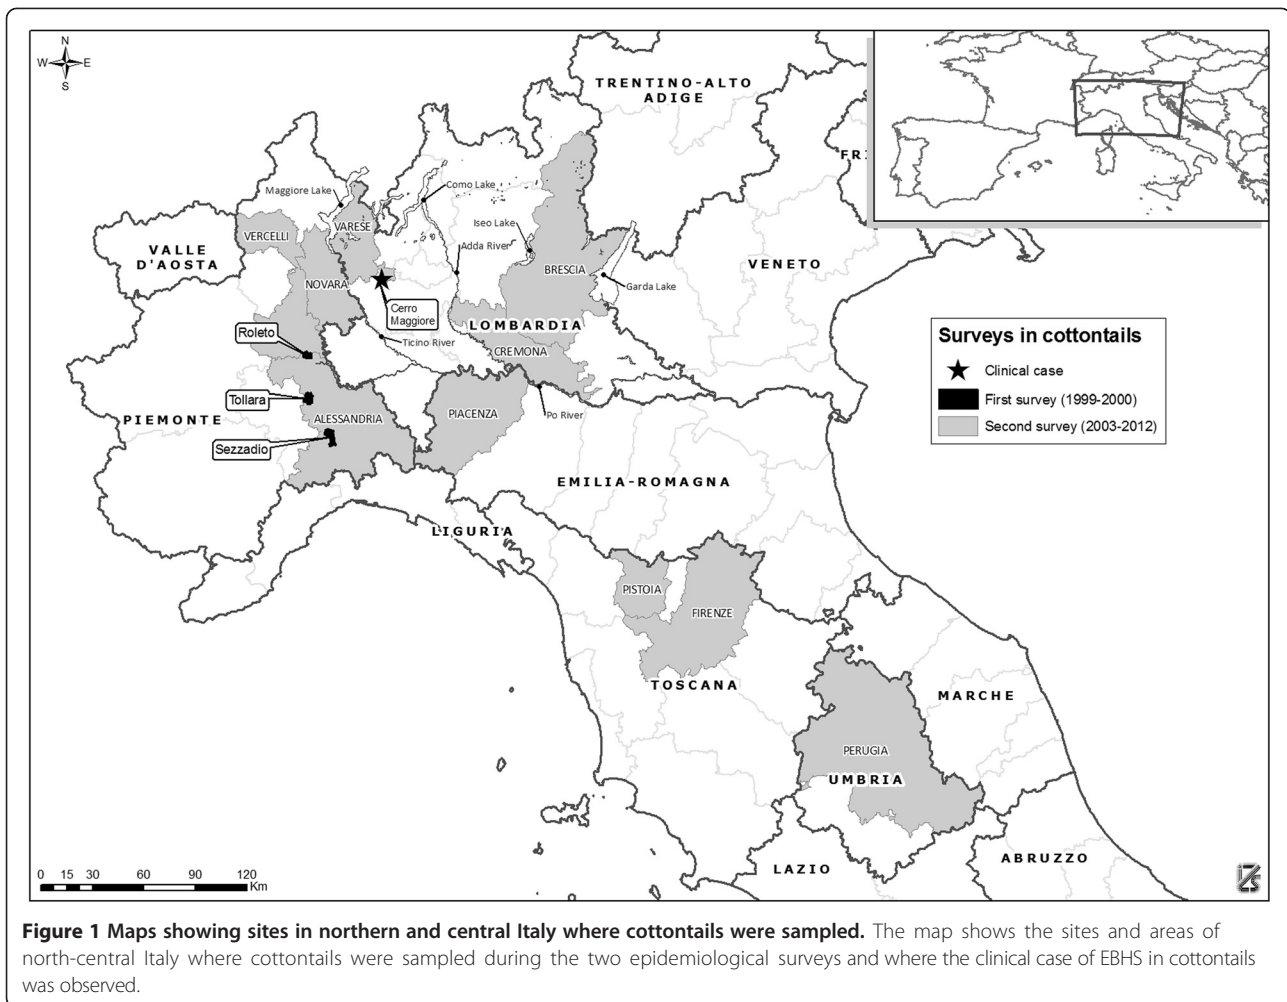 N
W E
S
TRENTINO-ALTO
ADIGE
FRI
Maggiore Lake
Como Lake
VERCELLI
VARESE
Iseo Lake
Adda River
VALLE
D'AOSTA
BRESCIA
VENETO
NOVARA
Garda Lake
Cerro
Maggiore
LOMBARDIA
Roleto
Ticino River
CREMONA
Surveys in cottontails
Clinical case
First survey (1999-2000)
Second survey (2003-2012)
Tollara
PIEMONTE
ALESSANDRIA
PIACENZA
Po River
Sezzadio
EMILIA-ROMAGNA
LIGURIA
PISTOIA
FIRENZE
TOSCANA
MARCHE
PERUGIA
UMBRIA
LAZIO
ABRUZZO
0 15 30 60 90 120
Km
Figure 1 Maps showing sites in northern and central Italy where cottontails were sampled. The map shows the sites and areas of
north-central Italy where cottontails were sampled during the two epidemiological surveys and where the clinical case of EBHS in cottontails
was observed.